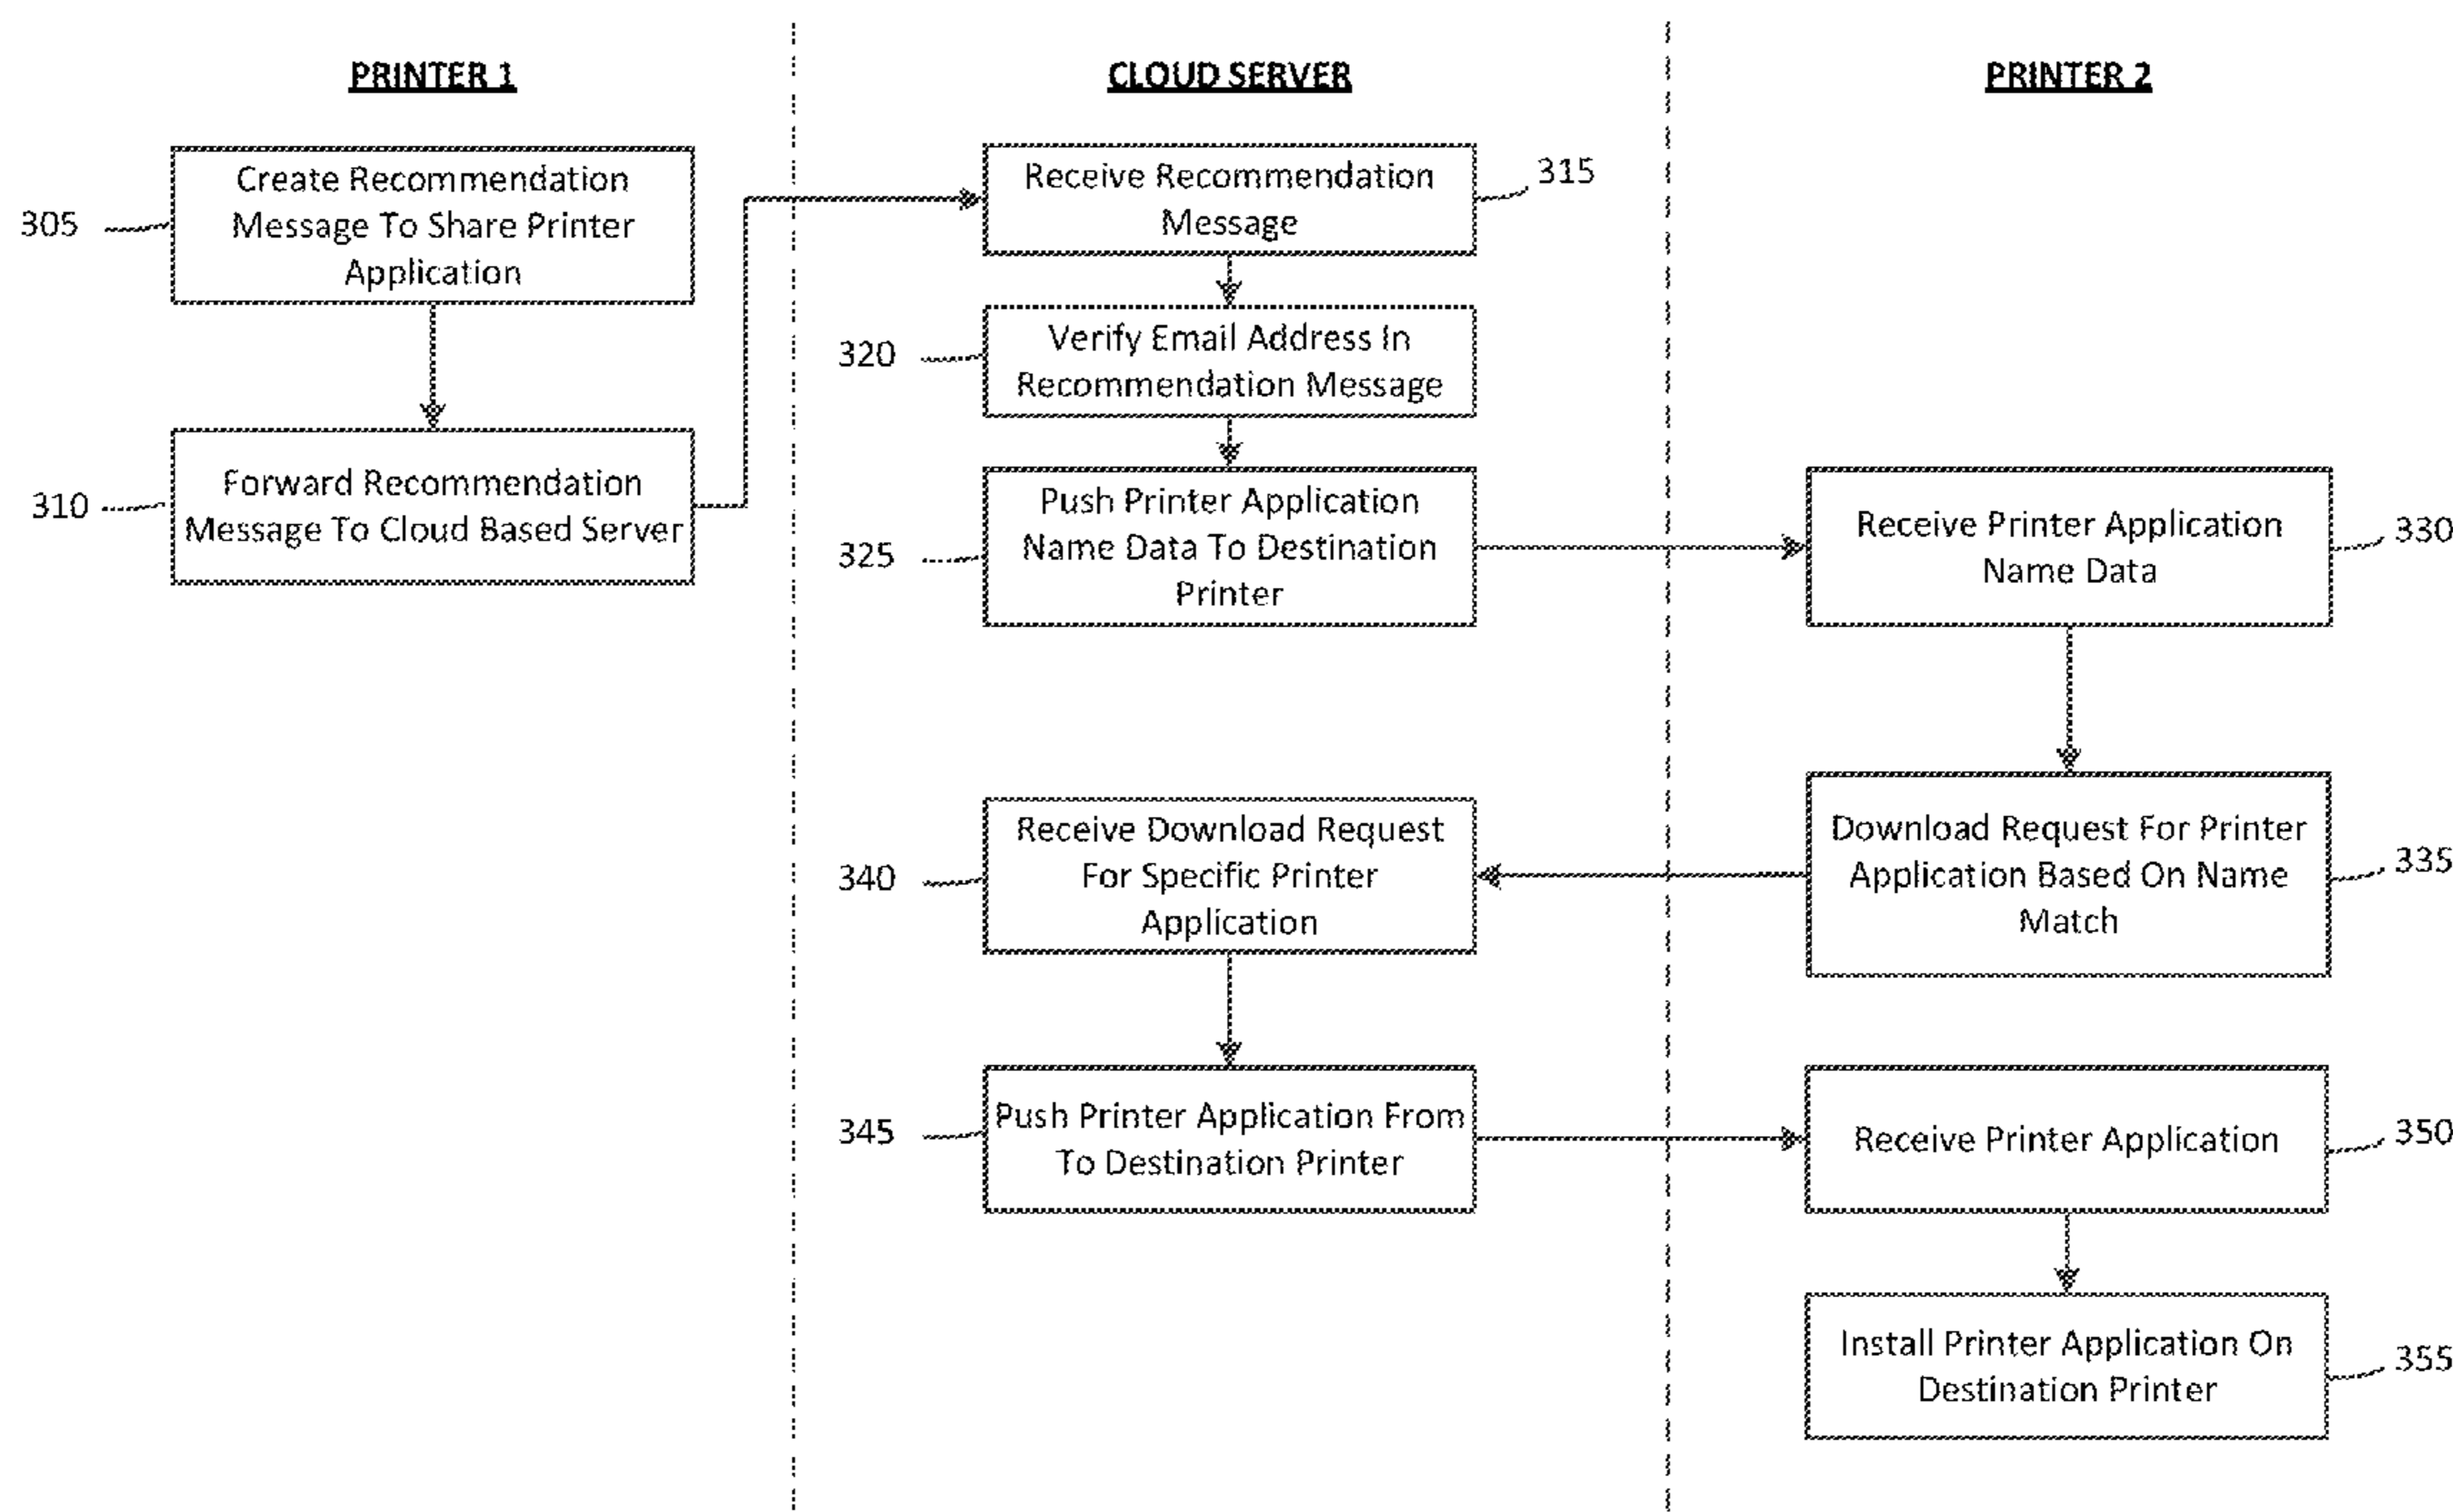 PRINTER 1
305
Create Recommendation
Message To Share Printer
Application
310
Forward Recommendation
Message To Cloud Based Server
CLOUD SERVER
Receive Recommendation
Message
315
320
Verify Email Address In
Recommendation Message
325
Push Printer Application
Name Data To Destination
Printer
PRINTER 2
Receive Printer Application
Name Data
330
Download Request For Printer
Application Based On Name
Match
335
340
Receive Download Request
For Specific Printer
Application
345
Push Printer Application From
To Destination Printer
Receive Printer Application
350
Install Printer Application On
Destination Printer
355